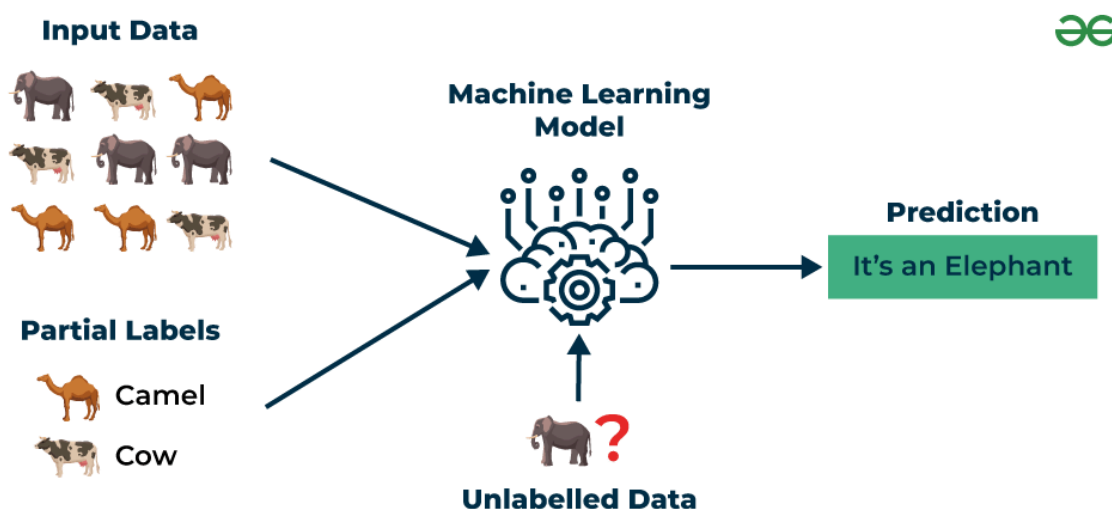 Input Data
Machine Learning
Model
Prediction
It's an Elephant
Partial Labels
Camel
Cow
?
Unlabelled Data